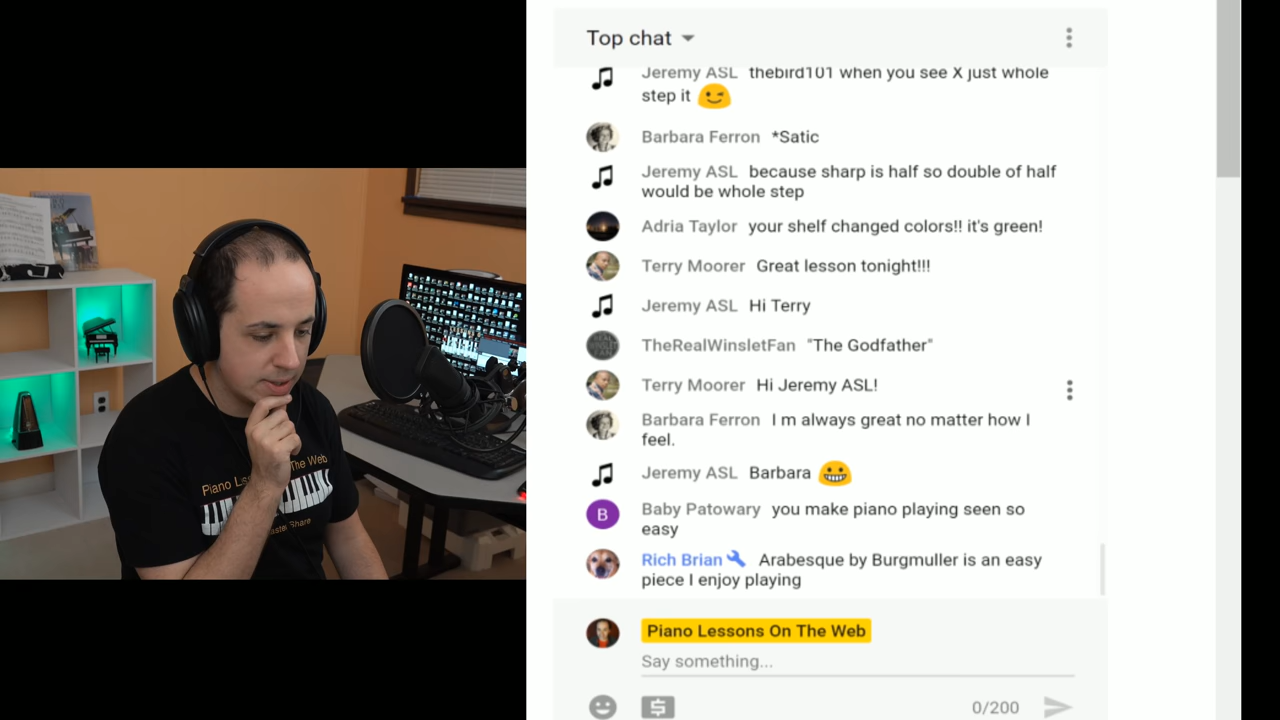 Top chat
Jeremy ASL thebird101 when you see X just whole
step it
Barbara Ferron *Satic
Jeremy ASL because sharp is half so double of half
would be whole step
Adria Taylor your shelf changed colors!! it's green!
Terry Moorer Great lesson tonight!!!
Jeremy ASL Hi Terry
TheRealWinsletFan "The Godfather"
Terry Moorer Hi Jeremy ASL!
Barbara Ferron I m always great no matter how I
feel.
Jeremy ASL Barbara
B
Baby Patowary you make piano playing seen so
easy
Rich Brian Arabesque by Burgmuller is an easy
piece I enjoy playing
Piano Lessons On The Web
Say something...
0/200
Piano The Web
Share